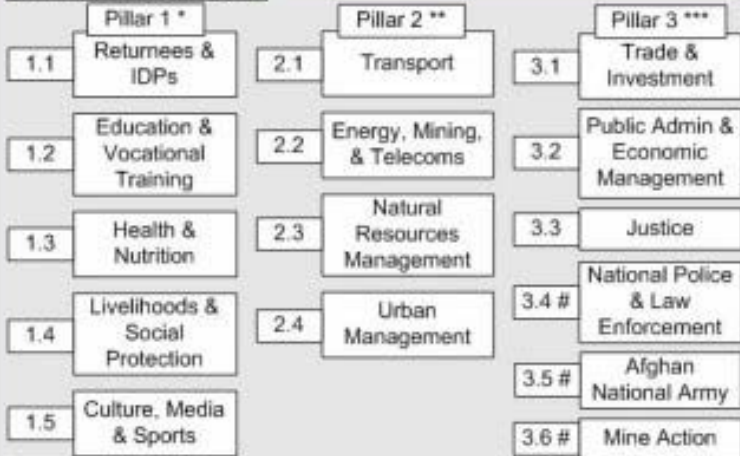 Pillar 1 *
1.1
Returnees &
IDPs
1.2
Education &
Vocational
Training
1.3
Health &
Nutrition
1.4
Livelihoods &
Social
Protection
1.5
Culture, Media
& Sports
Pillar 2 **
2.1
Transport
2.2
Energy, Mining,
& Telecoms
2.3
Natural
Resources
Management
2.4
Urban
Management
Pillar 3 ***
3.1
Trade &
Investment
3.2
Public Admin &
Economic
Management
3.3
Justice
3.4 #
National Police
& Law
Enforcement
3.5 #
Afghan
National Army
3.6 #
Mine Action